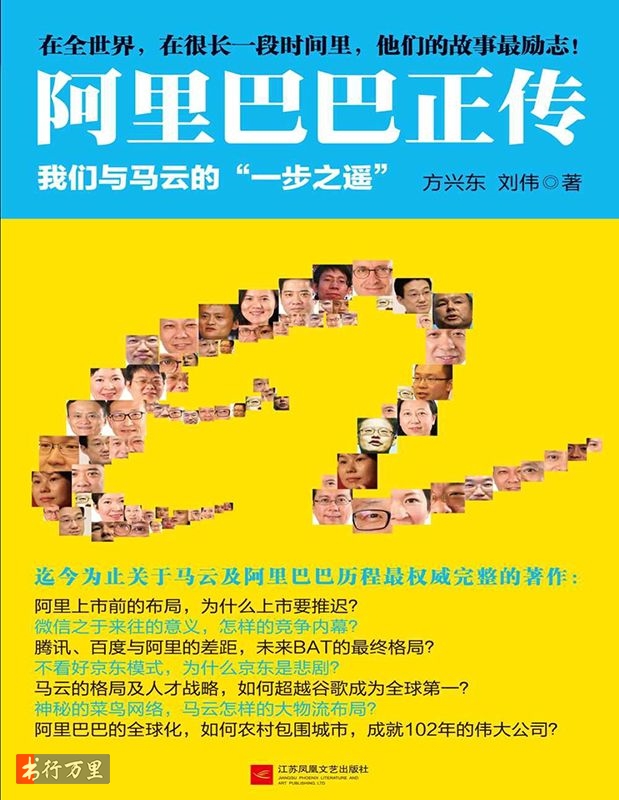 在全世界，在很长一段时间里，他们的故事最励志！
阿里巴巴正传
我们与马云的“一步之遥”
方兴东 刘伟◎著
迄今为止关于马云及阿里巴巴历程最权威完整的著作：
阿里上市前的布局，为什么上市要推迟？
微信之于来往的意义，怎样的竞争内幕？
腾讯、百度与阿里的差距，未来BAT的最终格局？
不看好京东模式，为什么京东是悲剧？
马云的格局及人才战略，如何超越谷歌成为全球第一？
神秘的菜鸟网络，马云怎样的大物流布局？
阿里巴巴的全球化，如何农村包围城市，成就102年的伟大公司？
书行万里
江苏凤凰文艺出版社
JIANGSU PHOENIX LITERATURE AND
ART PUBLISHING, LTD